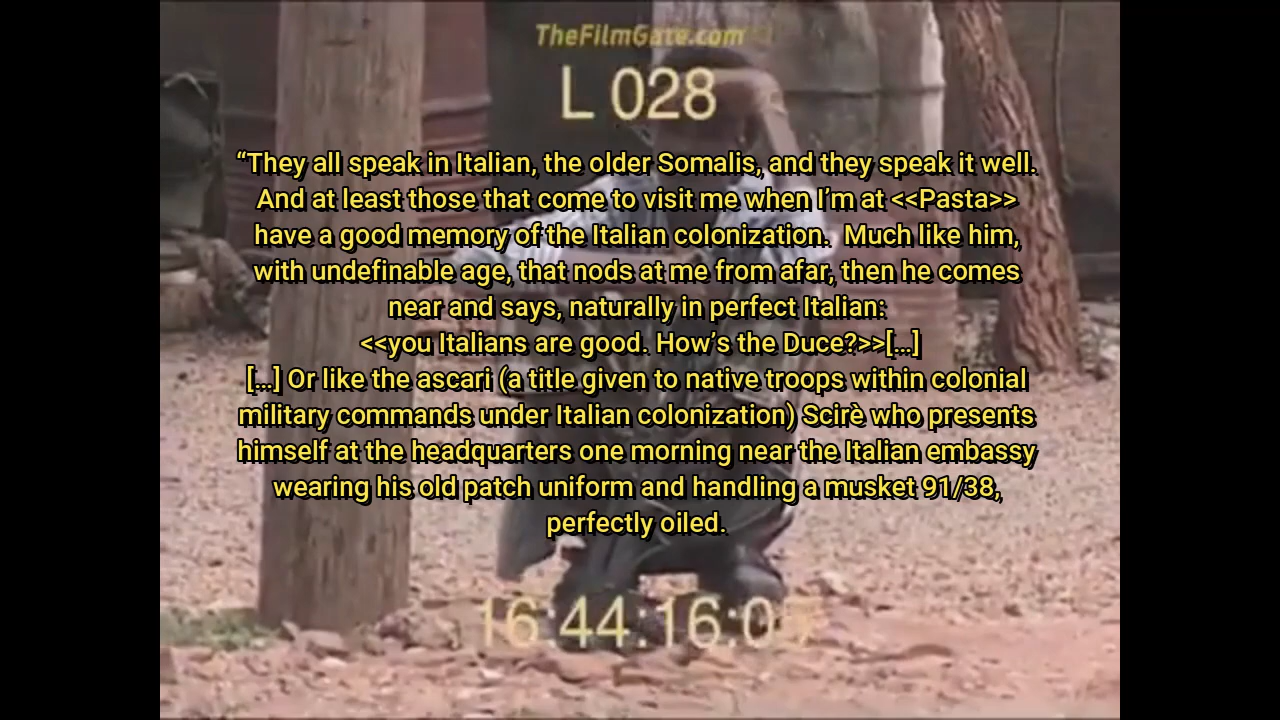 TheFilmGate.com
L 028
“They all speak in Italian, the older Somalis, and they speak it well.
And at least those that come to visit me when I’m at <<Pasta>>
have a good memory of the Italian colonization.  Much like him,
with undefinable age, that nods at me from afar, then he comes
near and says, naturally in perfect Italian:
<<you Italians are good. How’s the Duce?>>[...]
[...] Or like the ascari (a title given to native troops within colonial
military commands under Italian colonization) Scirè who presents
himself at the headquarters one morning near the Italian embassy
wearing his old patch uniform and handling a musket 91/38,
perfectly oiled.
16:44:16:0